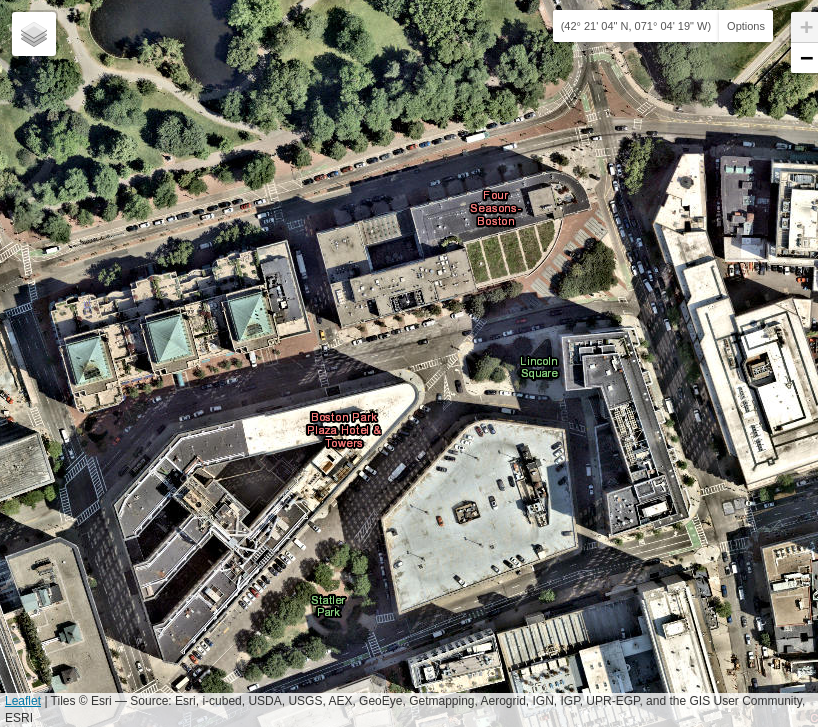 (42° 21' 04" N, 071° 04' 19" W) Options
+
−
Four
Seasons-
Boston
Lincoln
Square
Boston Park
Plaza Hotel &
Towers
Statler
Park
Leaflet | Tiles © Esri — Source: Esri, i-cubed, USDA, USGS, AEX, GeoEye, Getmapping, Aerogrid, IGN, IGP, UPR-EGP, and the GIS User Community,
ESRI